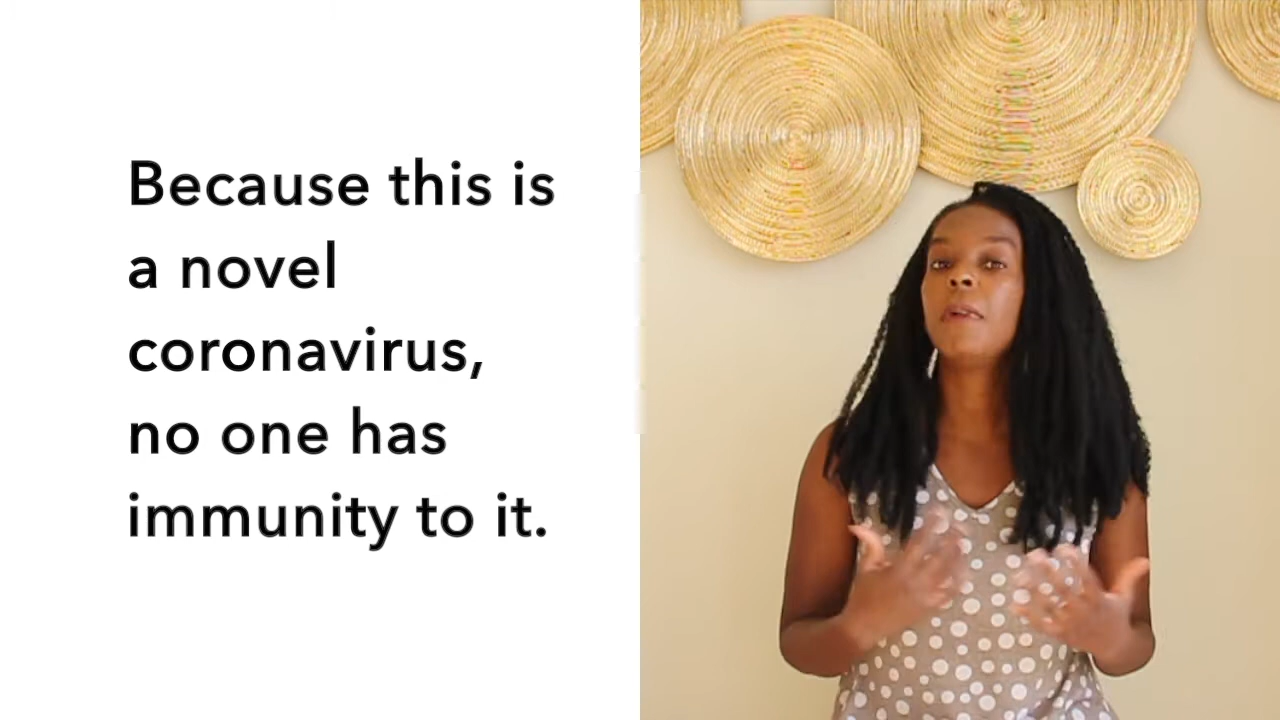 Because this is
a novel
coronavirus,
no one has
immunity to it.